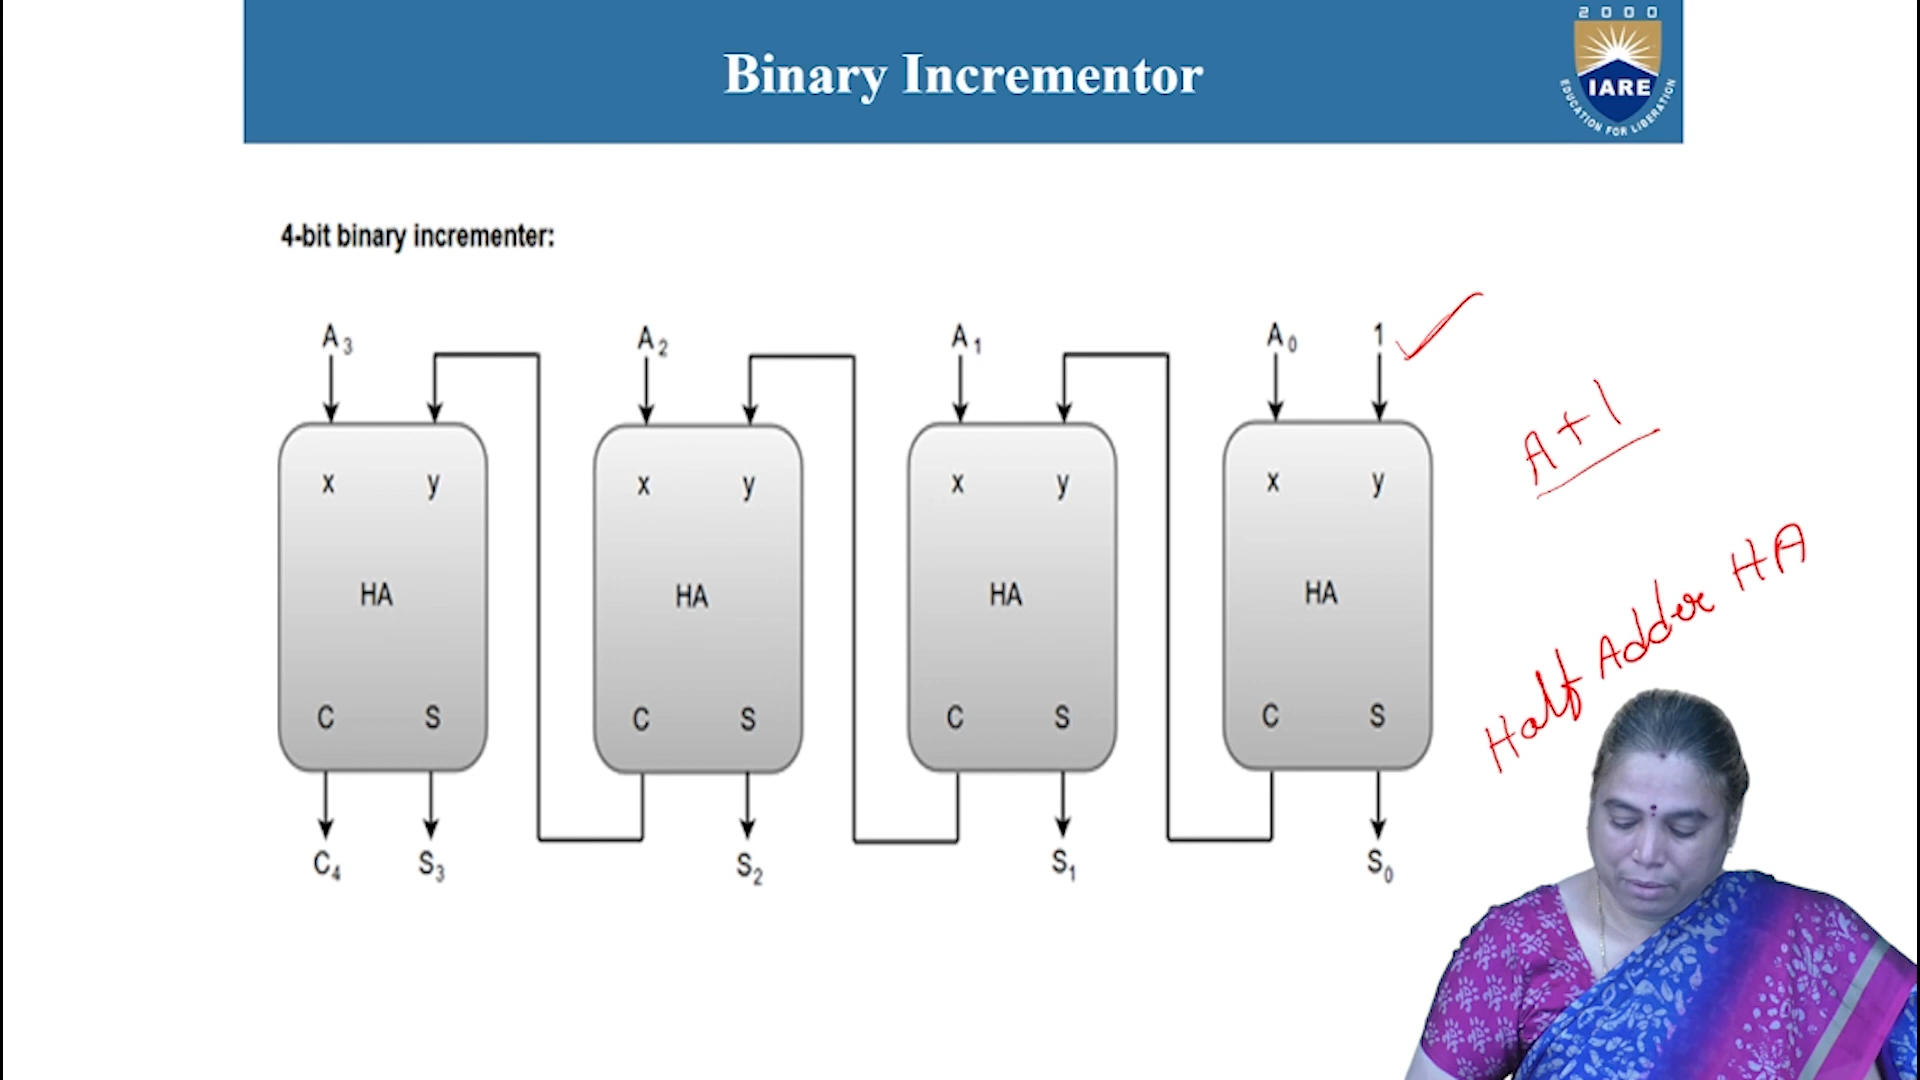 2000
Binary Incrementor
IARE
EDUCATION FOR LIBERATION
4-bit binary incrementer:
A3 A2 A1 A0 1
A+1
x y x y x y x y
HA HA HA HA
Half Adder HA
C S C S C S C S
C4 S3 S2 S1 S0